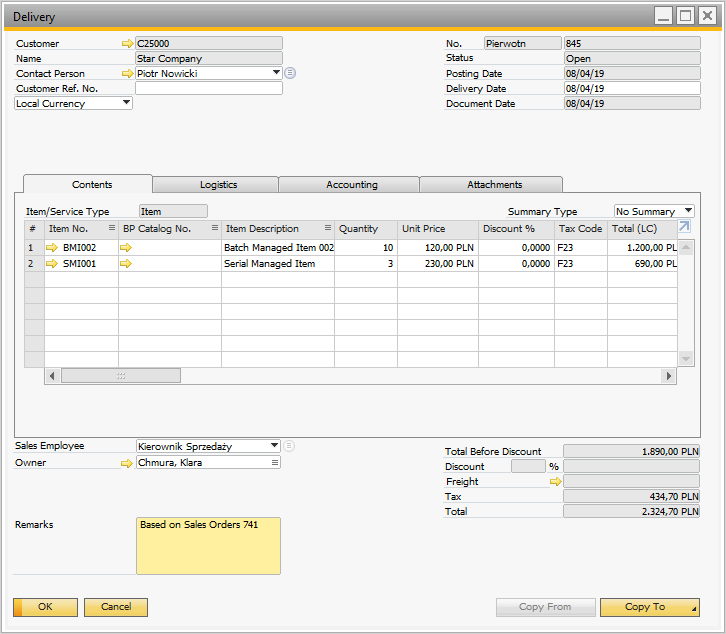 Delivery
Customer C25000 No. Pierwotn 845
Name Star Company Status Open
Contact Person Piotr Nowicki Posting Date 08/04/19
Customer Ref. No. Delivery Date 08/04/19
Local Currency Document Date 08/04/19
Contents Logistics Accounting Attachments
Item/Service Type Item Summary Type No Summary
# Item No. BP Catalog No. Item Description Quantity Unit Price Discount % Tax Code Total (LC)
1 BMI002 Batch Managed Item 002 10 120,00 PLN 0,0000 F23 1.200,00 PL
2 SMI001 Serial Managed Item 3 230,00 PLN 0,0000 F23 690,00 PL
Sales Employee Kierownik Sprzedaży Total Before Discount 1.890,00 PLN
Owner Chmura, Klara Discount %
Freight
Tax 434,70 PLN
Total 2.324,70 PLN
Remarks Based on Sales Orders 741
OK Cancel Copy From Copy To